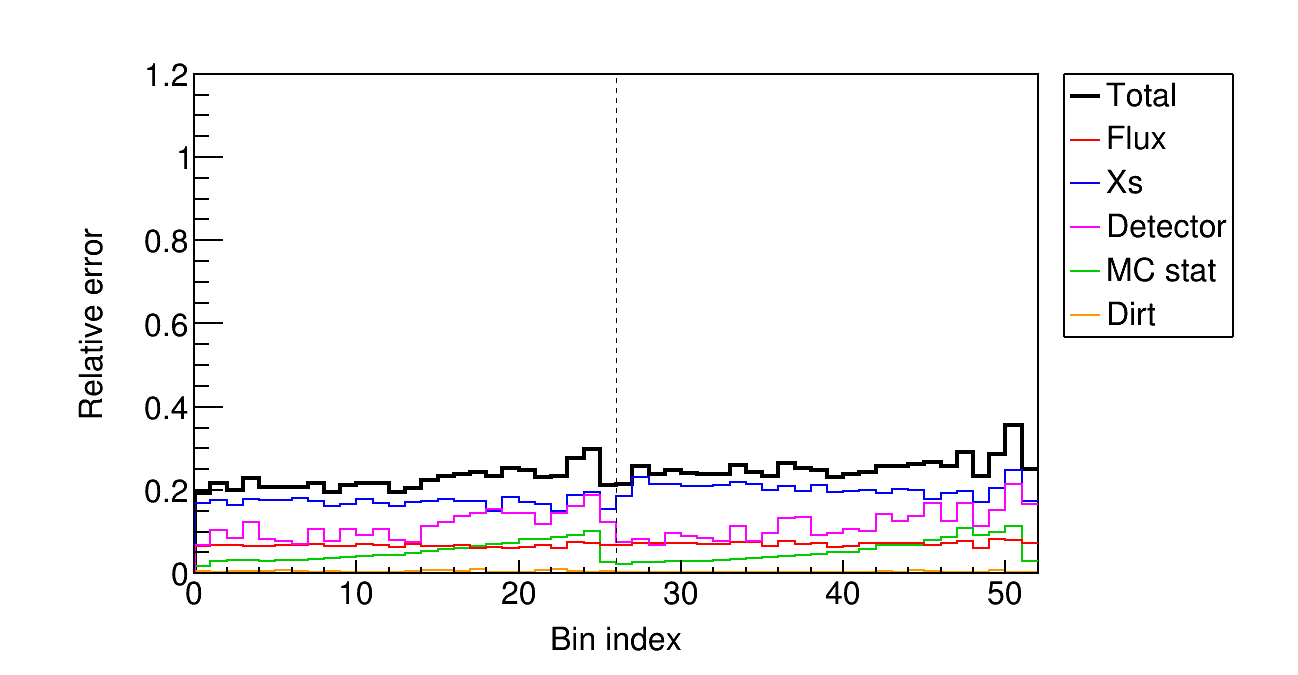 1.2
1
0.8
0.6
0.4
0.2
0
Relative error
0 10 20 30 40 50
Bin index
Total
Flux
Xs
Detector
MC stat
Dirt